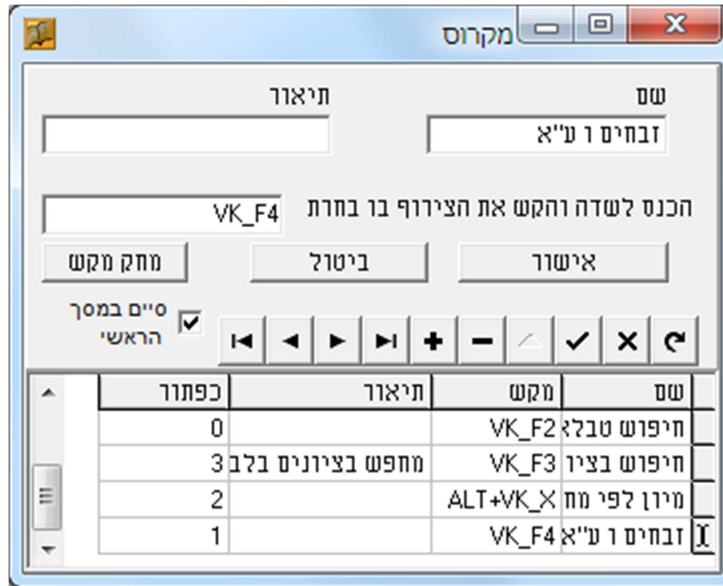 מקרוס
שם תיאור
זבחים ו ע"א
הכנס לשדה והקש את הצירוף בו בחרת VK_F4
אישור ביטול מחק מקש
סיים במסך
הראשי
שם מקש תיאור כפתור
חיפוש טבלא VK_F2 0
חיפוש בציו VK_F3 מחפש בציונים בלב 3
מיון לפי מח ALT+VK_X 2
זבחים ו ע"א VK_F4 1